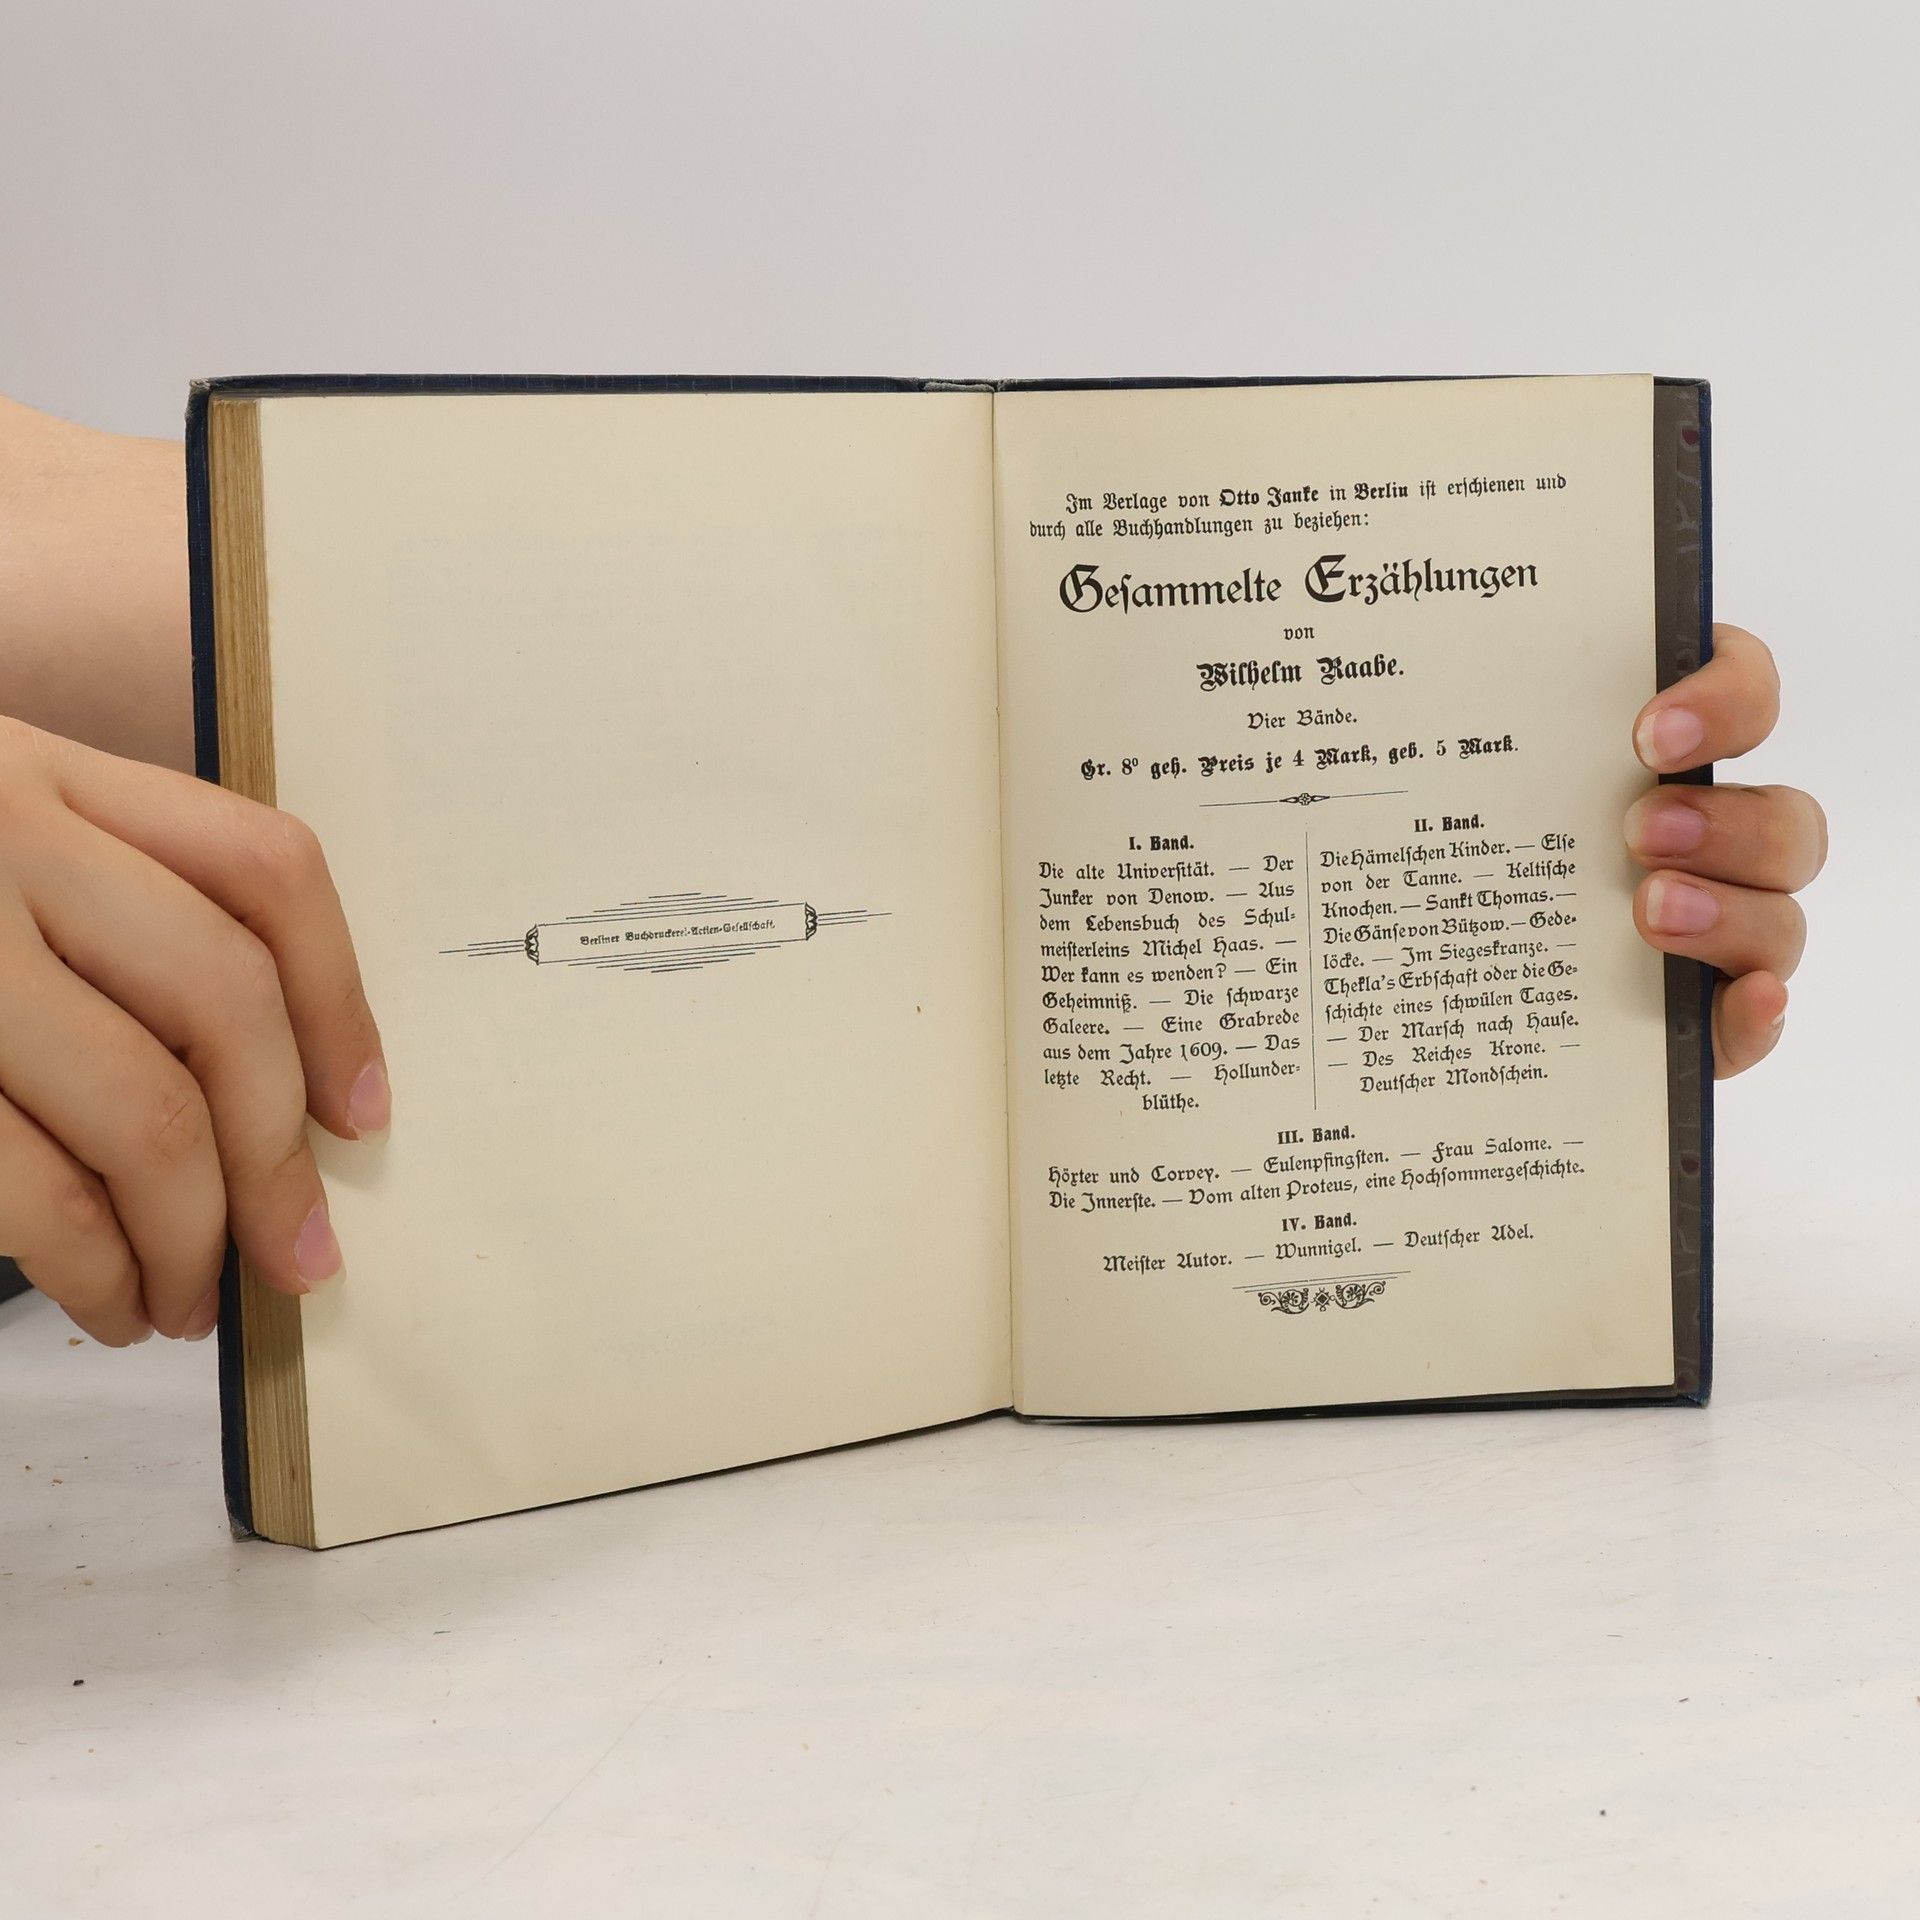 Berliner Buchdruckerei-Actien-Gesellschaft.
Im Verlage von Otto Janke in Berlin ist erschienen und
durch alle Buchhandlungen zu beziehen:
Gesammelte Erzählungen
von
Wilhelm Raabe.
Vier Bände.
Gr. 8° geh. Preis je 4 Mark, geb. 5 Mark.
I. Band.
Die alte Universität. — Der
Junker von Denow. — Aus
dem Lebensbuch des Schul-
meisterleins Michel Haas. —
Wer kann es wenden? — Ein
Geheimniß. — Die schwarze
Galeere. — Eine Grabrede
aus dem Jahre 1609. — Das
letzte Recht. — Hollunder-
blüthe.
II. Band.
Die Hämelschen Kinder. — Else
von der Tanne. — Keltische
Knochen. — Sankt Thomas. —
Die Gänse von Bützow. — Gede-
löcke. — Im Siegeskranze. —
Thekla's Erbschaft oder die Ge-
schichte eines schwülen Tages.
— Der Marsch nach Hause.
— Des Reiches Krone. —
Deutscher Mondschein.
III. Band.
Höxter und Corvey. — Eulenpfingsten. — Frau Salome. —
Die Innerste. — Vom alten Proteus, eine Hochsommergeschichte.
IV. Band.
Meister Autor. — Wunnigel. — Deutscher Adel.